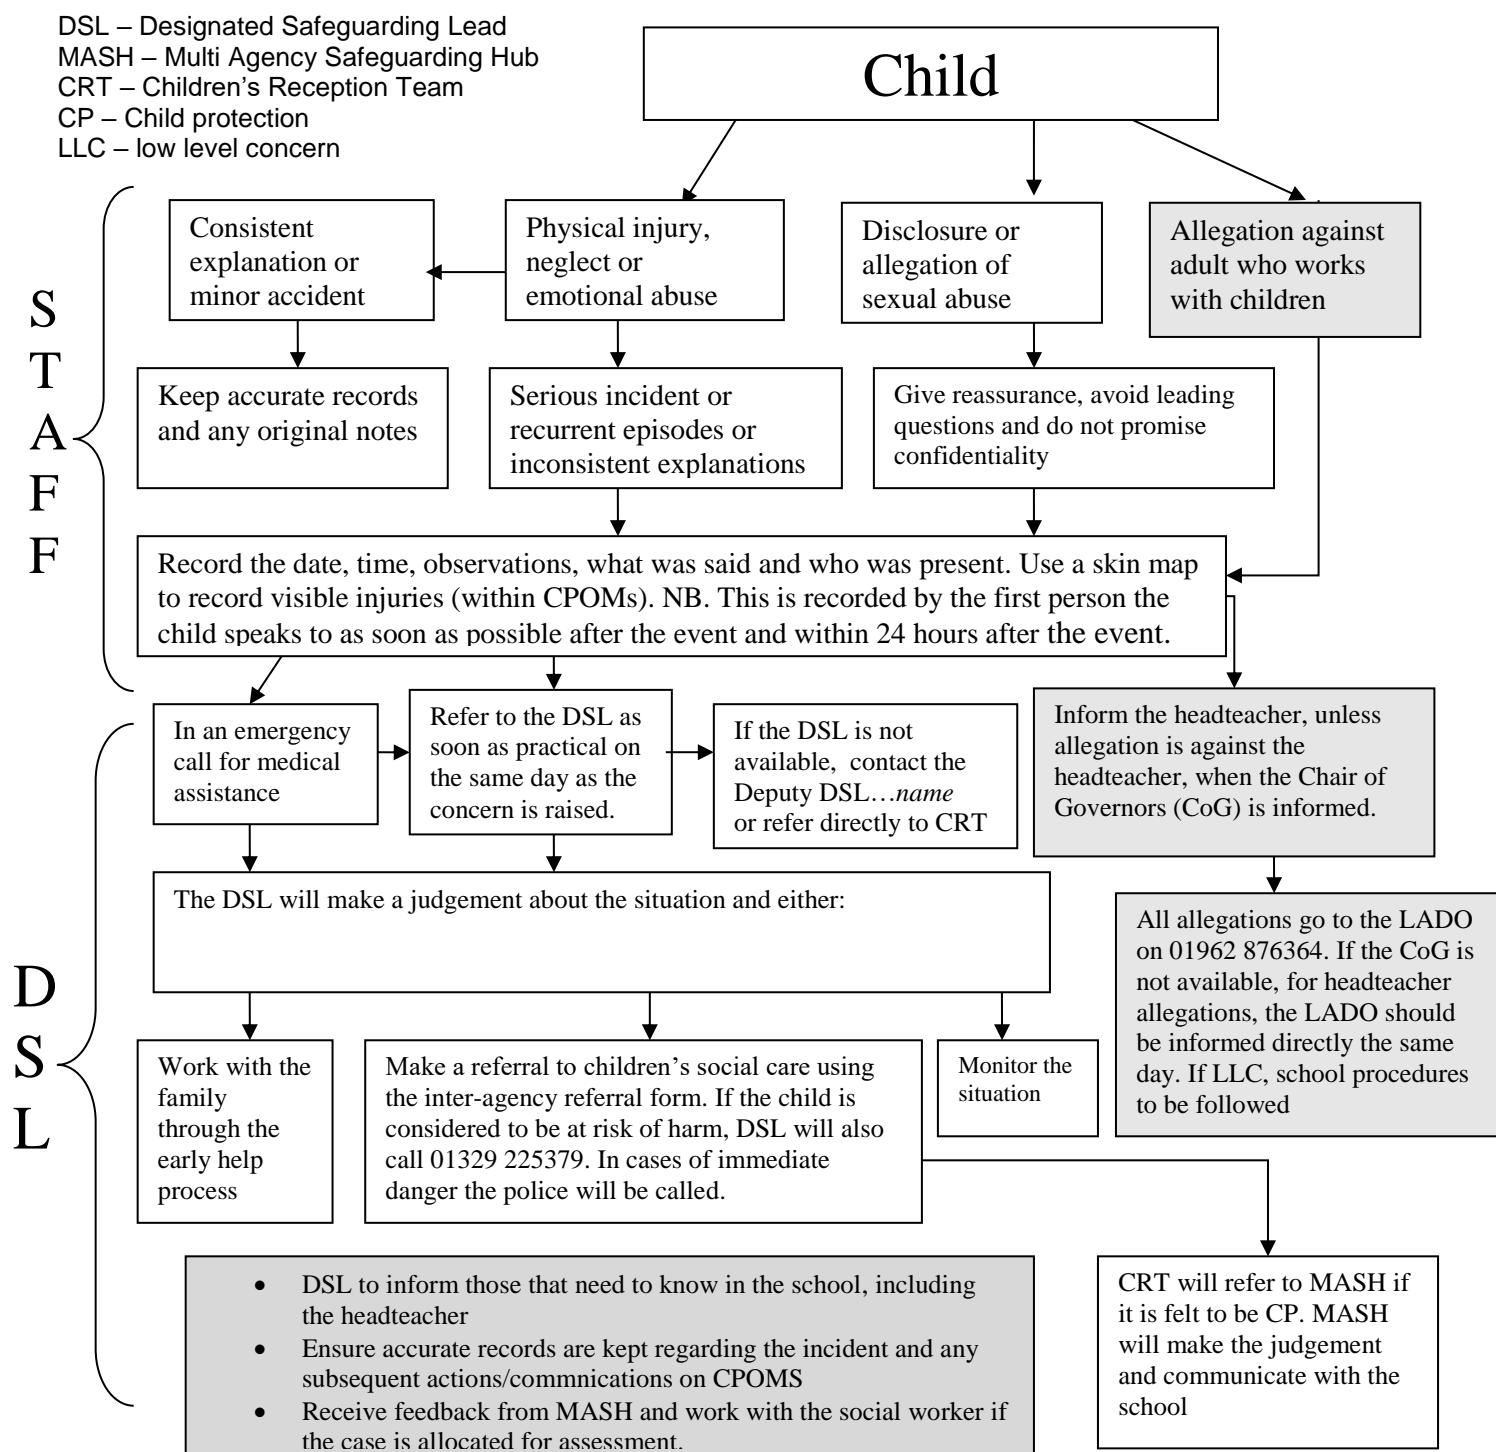 DSL – Designated Safeguarding Lead
MASH – Multi Agency Safeguarding Hub
CRT – Children's Reception Team
CP – Child protection
LLC – low level concern
Child
S
T
A
F
F
Consistent
explanation or
minor accident
Physical injury,
neglect or
emotional abuse
Disclosure or
allegation of
sexual abuse
Allegation against
adult who works
with children
Keep accurate records
and any original notes
Serious incident or
recurrent episodes or
inconsistent explanations
Give reassurance, avoid leading
questions and do not promise
confidentiality
Record the date, time, observations, what was said and who was present. Use a skin map
to record visible injuries (within CPOMs). NB. This is recorded by the first person the
child speaks to as soon as possible after the event and within 24 hours after the event.
D
S
L
In an emergency
call for medical
assistance
Refer to the DSL as
soon as practical on
the same day as the
concern is raised.
If the DSL is not
available, contact the
Deputy DSL…name
or refer directly to CRT
Inform the headteacher, unless
allegation is against the
headteacher, when the Chair of
Governors (CoG) is informed.
The DSL will make a judgement about the situation and either:
All allegations go to the LADO
on 01962 876364. If the CoG is
not available, for headteacher
allegations, the LADO should
be informed directly the same
day. If LLC, school procedures
to be followed
Work with the
family
through the
early help
process
Make a referral to children's social care using
the inter-agency referral form. If the child is
considered to be at risk of harm, DSL will also
call 01329 225379. In cases of immediate
danger the police will be called.
Monitor the
situation
• DSL to inform those that need to know in the school, including
the headteacher
• Ensure accurate records are kept regarding the incident and any
subsequent actions/commnications on CPOMS
• Receive feedback from MASH and work with the social worker if
the case is allocated for assessment.
CRT will refer to MASH if
it is felt to be CP. MASH
will make the judgement
and communicate with the
school